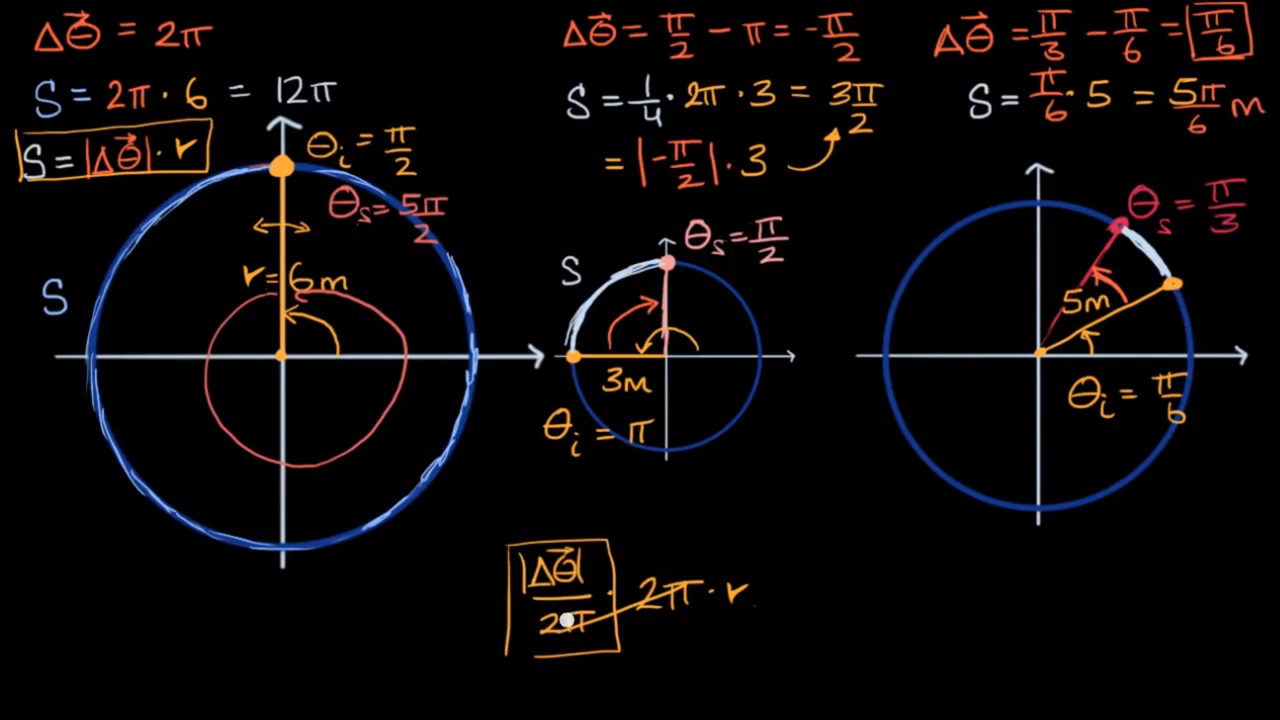 Δθ⃗ = 2π
S = 2π · 6 = 12π
S = |Δθ⃗| · r
θi = π/2
θs = 5π/2
r = 6m
S
Δθ⃗ = π/2 − π = −π/2
S = 1/4 · 2π · 3 = 3π/2
= |−π/2| · 3
θs = π/2
S
3m
θi = π
Δθ⃗ = π/3 − π/6 = π/6
S = π/6 · 5 = 5π/6 m
θs = π/3
5m
θi = π/6
|Δθ⃗|/2π · 2π · r